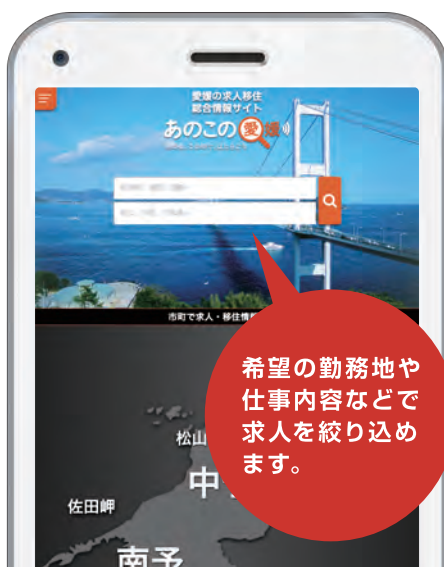 愛媛の求人移住
総合情報サイト
あのこの愛媛
市町で求人・移住情
希望の勤務地や
仕事内容などで
求人を絞り込め
ます。
松山
中
佐田岬
南予